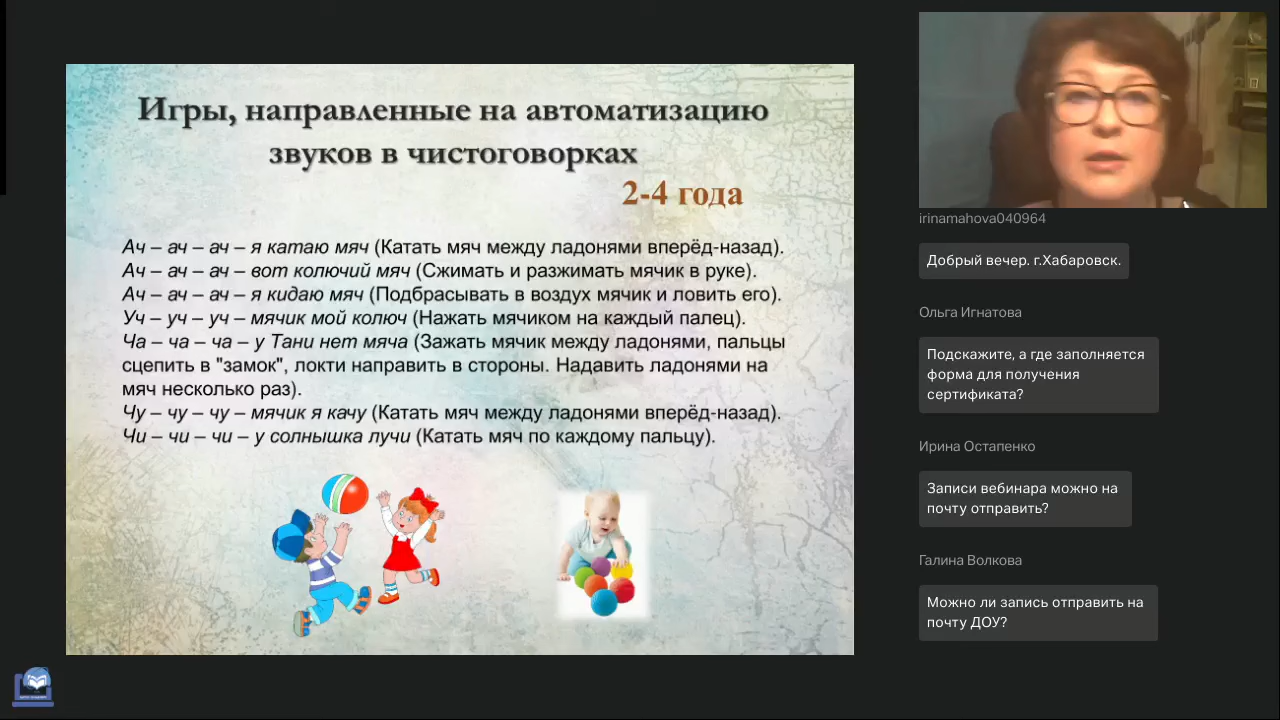 Игры, направленные на автоматизацию
звуков в чистоговорках
2-4 года
Ач – ач – ач – я катаю мяч (Катать мяч между ладонями вперёд-назад).
Ач – ач – ач – вот колючий мяч (Сжимать и разжимать мячик в руке).
Ач – ач – ач – я кидаю мяч (Подбрасывать в воздух мячик и ловить его).
Уч – уч – уч – мячик мой колюч (Нажать мячиком на каждый палец).
Ча – ча – ча – у Тани нет мяча (Зажать мячик между ладонями, пальцы
сцепить в "замок", локти направить в стороны. Надавить ладонями на
мяч несколько раз).
Чу – чу – чу – мячик я качу (Катать мяч между ладонями вперёд-назад).
Чи – чи – чи – у солнышка лучи (Катать мяч по каждому пальцу).
irinamahova040964
Добрый вечер. г.Хабаровск.
Ольга Игнатова
Подскажите, а где заполняется
форма для получения
сертификата?
Ирина Остапенко
Записи вебинара можно на
почту отправить?
Галина Волкова
Можно ли запись отправить на
почту ДОУ?